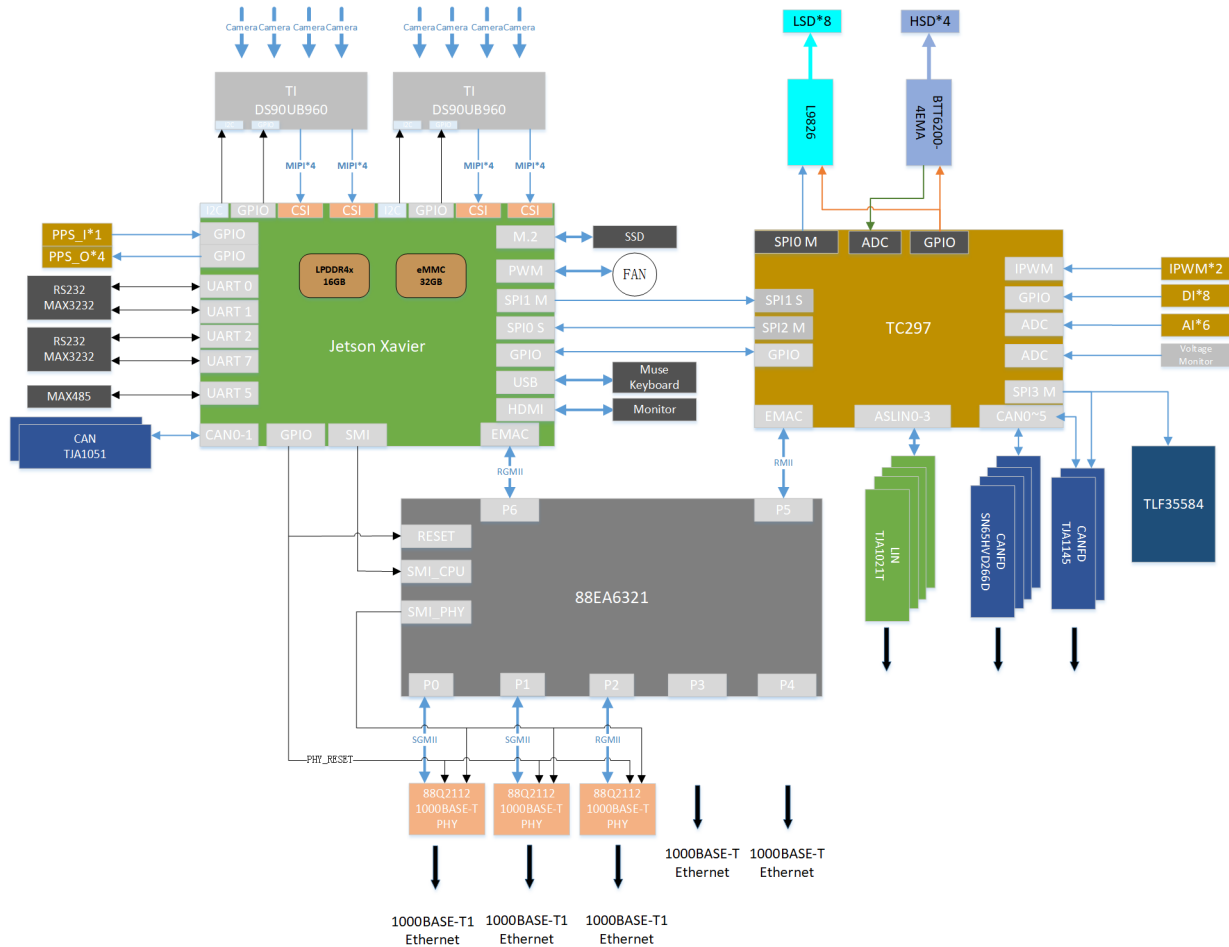 Camera Camera Camera Camera
Camera Camera Camera Camera
LSD*8
HSD*4
TI
DS90UB960
I2C
GPIO
TI
DS90UB960
I2C
GPIO
L9826
BTT6200-
4EMA
MIPI*4
MIPI*4
MIPI*4
MIPI*4
I2C
GPIO
CSI
CSI
I2C
GPIO
CSI
CSI
PPS_I*1
PPS_O*4
GPIO
GPIO
RS232
MAX3232
UART 0
UART 1
RS232
MAX3232
UART 2
UART 7
MAX485
UART 5
CAN
TJA1051
CAN0-1
GPIO
SMI
EMAC
LPDDR4x
16GB
eMMC
32GB
Jetson Xavier
M.2
SSD
PWM
FAN
SPI1 M
SPI0 S
GPIO
USB
Muse
Keyboard
HDMI
Monitor
SPI0 M
ADC
GPIO
SPI1 S
SPI2 M
GPIO
TC297
IPWM
IPWM*2
GPIO
DI*8
ADC
AI*6
ADC
Voltage
Monitor
SPI3 M
EMAC
ASLIN0-3
CAN0~5
RGMII
RMII
LIN
TJA1021T
CANFD
SN65HVD266D
CANFD
TJA1145
TLF35584
P6
P5
RESET
SMI_CPU
SMI_PHY
88EA6321
P0
P1
P2
P3
P4
SGMII
SGMII
RGMII
PHY_RESET
88Q2112
1000BASE-T
PHY
88Q2112
1000BASE-T
PHY
88Q2112
1000BASE-T
PHY
1000BASE-T
Ethernet
1000BASE-T
Ethernet
1000BASE-T1
Ethernet
1000BASE-T1
Ethernet
1000BASE-T1
Ethernet